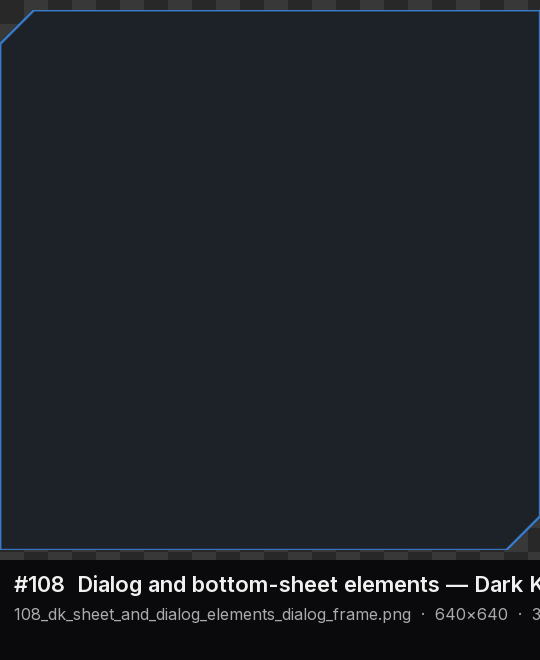 #108 Dialog and bottom-sheet elements — Dark K
108_dk_sheet_and_dialog_elements_dialog_frame.png · 640×640 · 3